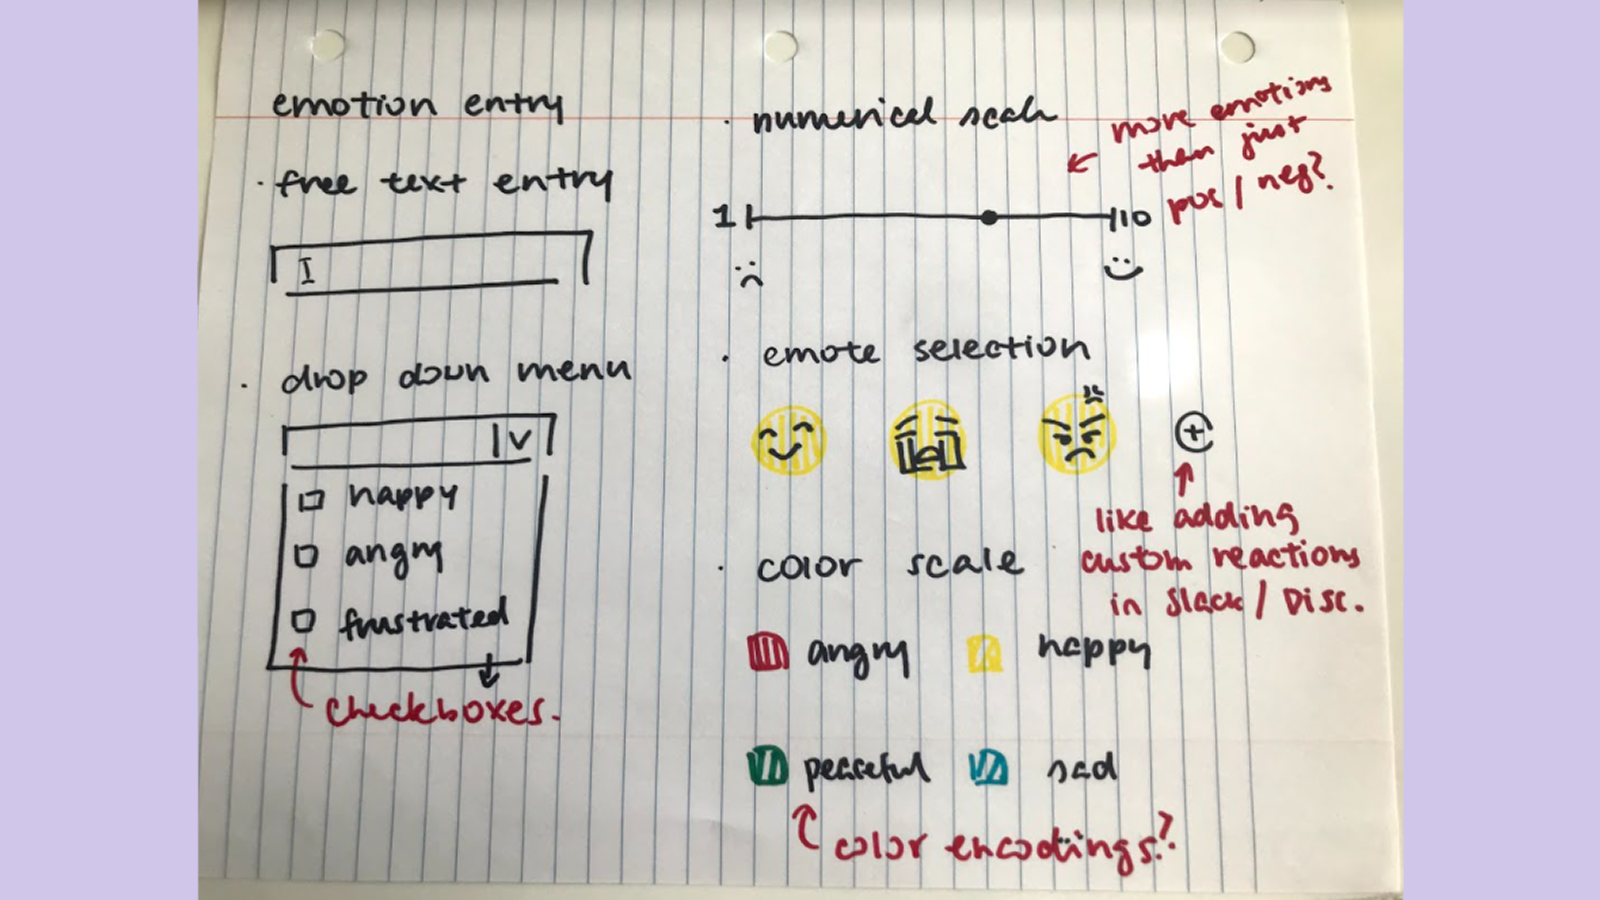 emotion entry
· free text entry
I
· drop down menu
V
happy
angry
frustrated
checkboxes.
· numerical scale
more emotions
than just
pos / neg?
1 10
· emote selection
+
like adding
custom reactions
in Slack / Disc.
· color scale
angry happy
peaceful sad
color encodings?